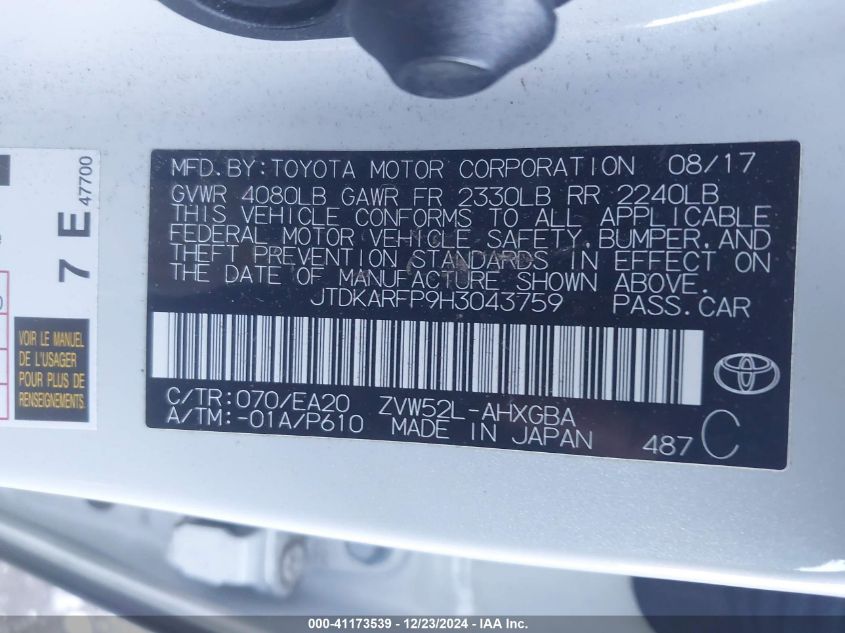 MFD.BY:TOYOTA MOTOR CORPORATION 08/17
GVWR 4080LB GAWR FR 2330LB RR 2240LB
THIS VEHICLE CONFORMS TO ALL APPLICABLE
FEDERAL MOTOR VEHICLE SAFETY,BUMPER,AND
THEFT PREVENTION STANDARDS IN EFFECT ON
THE DATE OF MANUFACTURE SHOWN ABOVE.
JTDKARFP9H3043759 PASS.CAR
C/TR:070/EA20 ZVW52L-AHXGBA
A/TM:-01A/P610 MADE IN JAPAN 487 C
7 E 47700
VOIR LE MANUEL
DE L'USAGER
POUR PLUS DE
RENSEIGNEMENTS
000-41173539 - 12/23/2024 - IAA Inc.